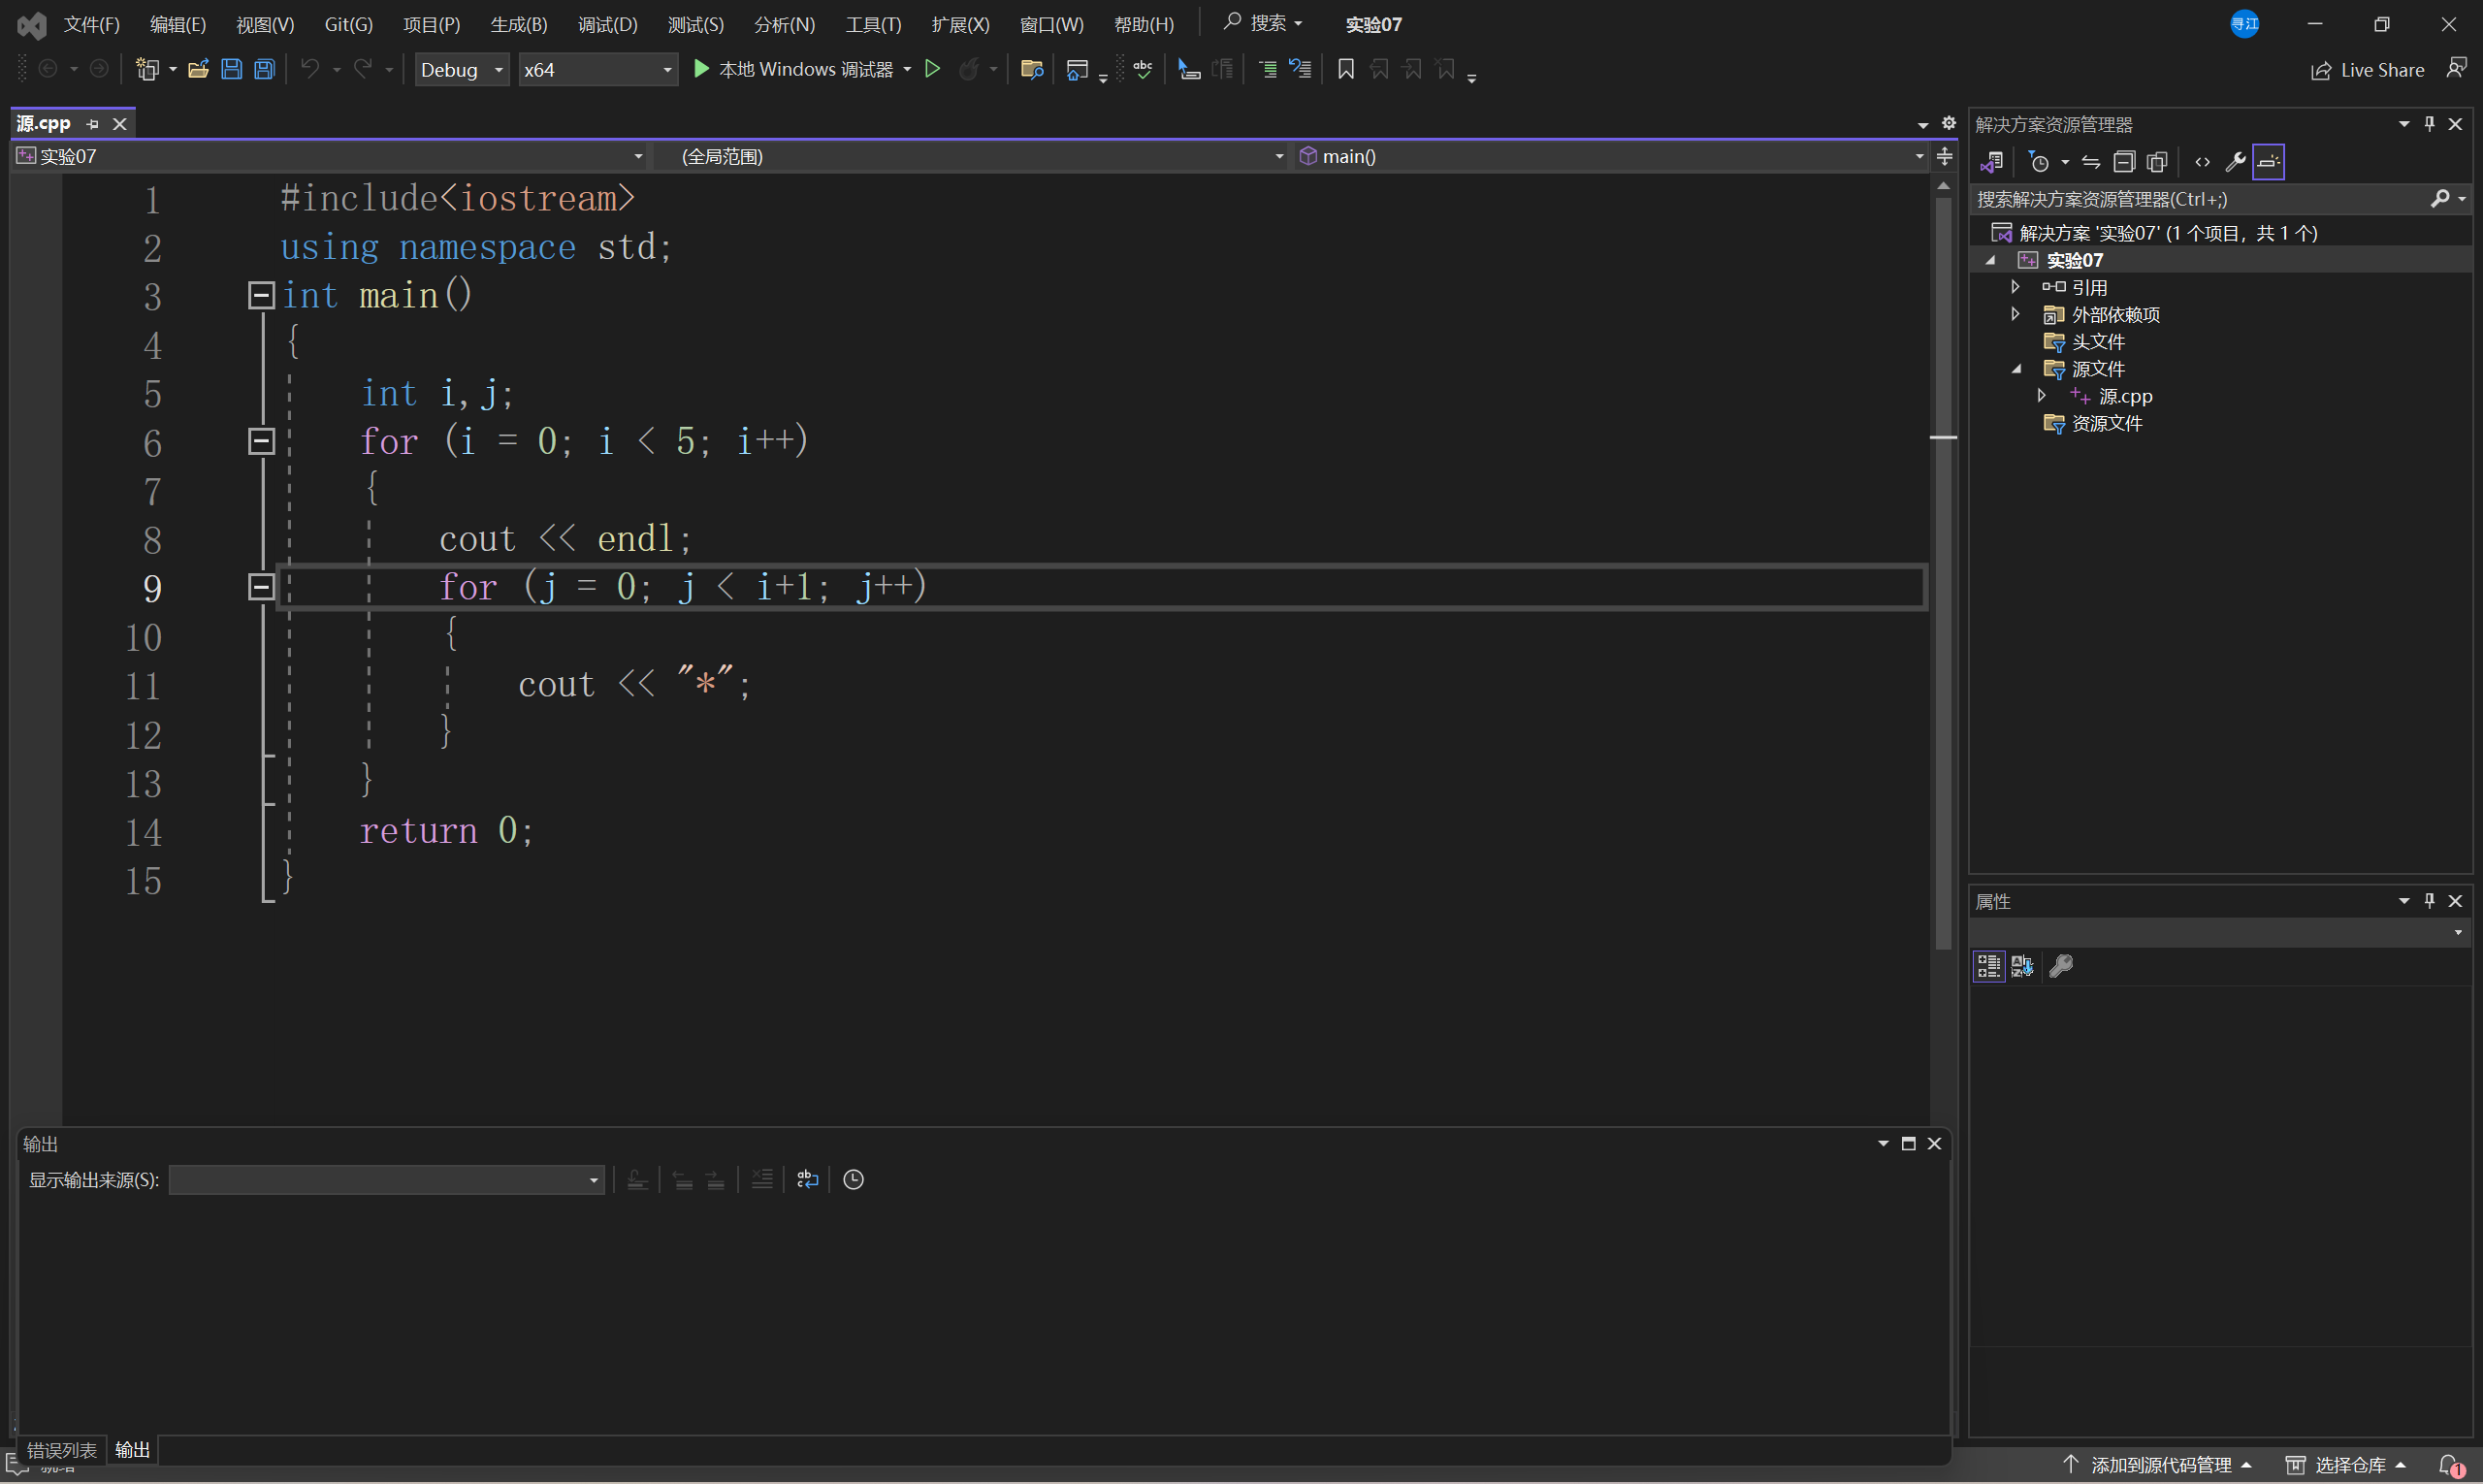 文件(F) 编辑(E) 视图(V) Git(G) 项目(P) 生成(B) 调试(D) 测试(S) 分析(N) 工具(T) 扩展(X) 窗口(W) 帮助(H) 搜索 实验07 寻江
Debug x64 本地 Windows 调试器 Live Share
源.cpp
实验07 (全局范围) main()
1 #include<iostream>
2 using namespace std;
3 int main()
4 {
5 int i,j;
6 for (i = 0; i < 5; i++)
7 {
8 cout << endl;
9 for (j = 0; j < i+1; j++)
10 {
11 cout << "*";
12 }
13 }
14 return 0;
15 }
解决方案资源管理器
搜索解决方案资源管理器(Ctrl+;)
解决方案 '实验07' (1 个项目，共 1 个)
实验07
引用
外部依赖项
头文件
源文件
源.cpp
资源文件
属性
输出
显示输出来源(S):
错误列表 输出
添加到源代码管理 选择仓库 1